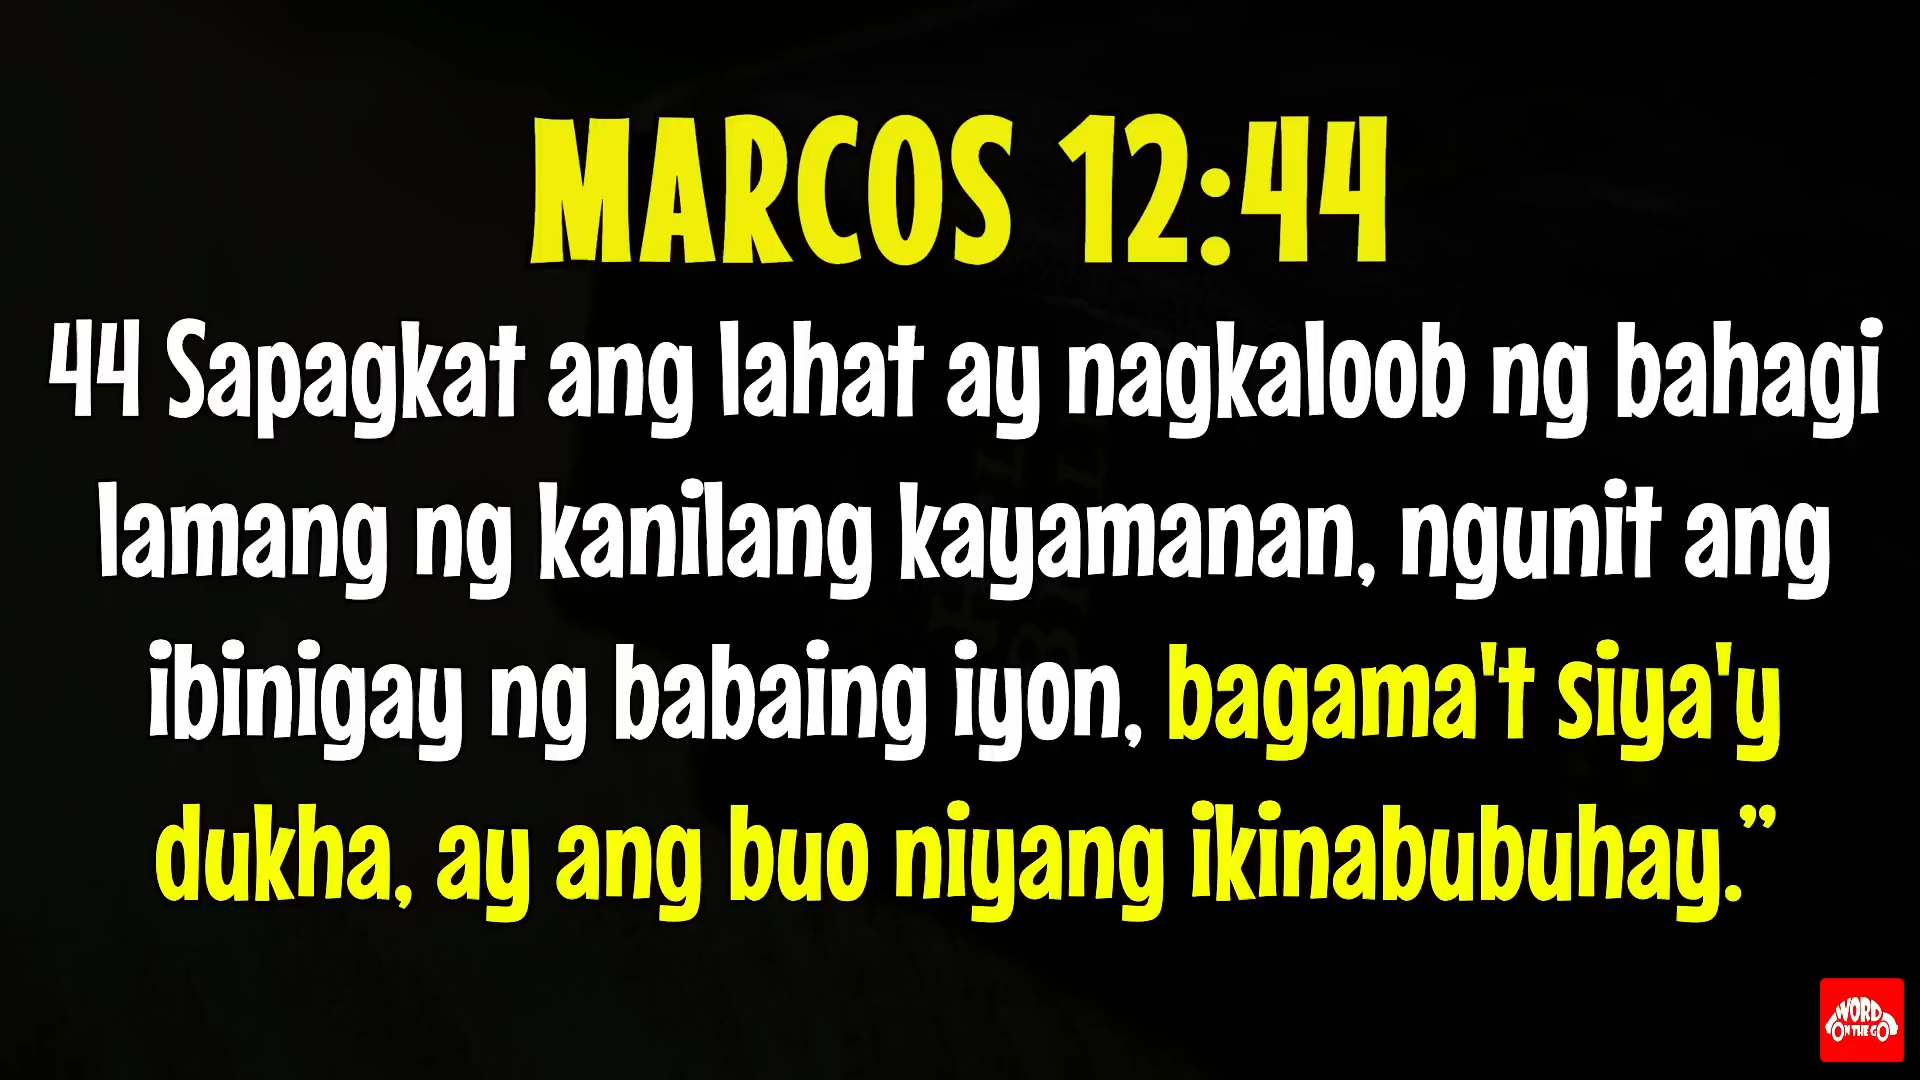 MARCOS 12:44
44 Sapagkat ang lahat ay nagkaloob ng bahagi
lamang ng kanilang kayamanan, ngunit ang
ibinigay ng babaing iyon, bagama't siya'y
dukha, ay ang buo niyang ikinabubuhay.”
WORD
ON THE GO